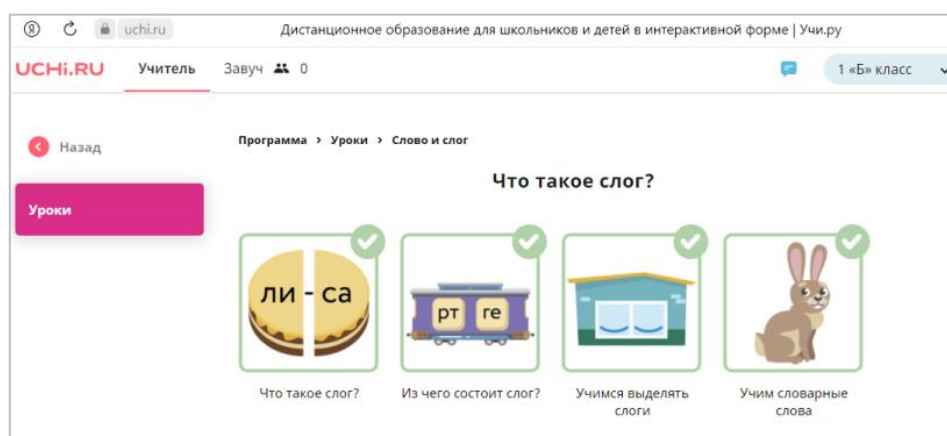 uchi.ru Дистанционное образование для школьников и детей в интерактивной форме | Учи.ру
UCHi.RU Учитель Завуч 0 1 «Б» класс
Назад
Программа > Уроки > Слово и слог
Что такое слог?
Уроки
ли - са
рт ге
Что такое слог? Из чего состоит слог? Учимся выделять слоги Учим словарные слова